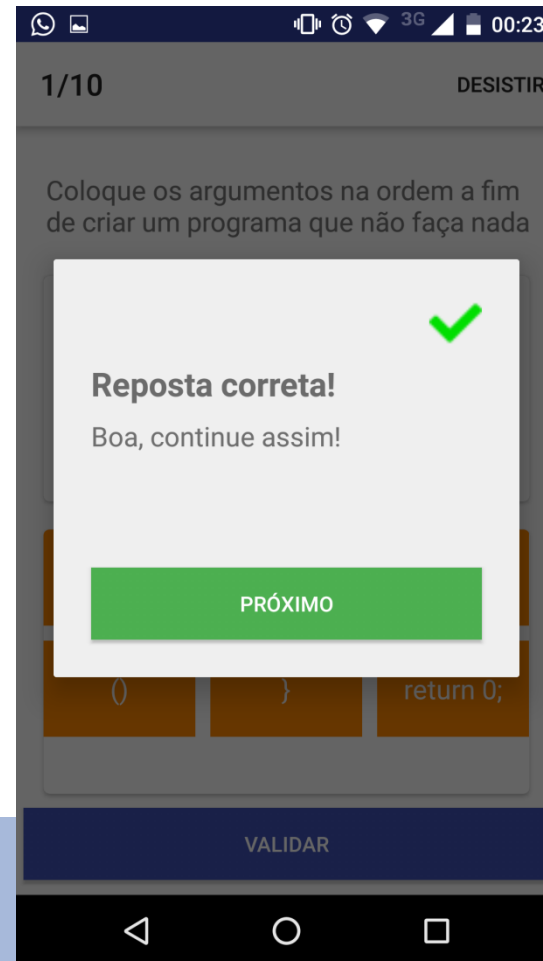 3G 00:23
1/10 DESISTIR
Coloque os argumentos na ordem a fim
de criar um programa que não faça nada
Reposta correta!
Boa, continue assim!
PRÓXIMO
() } return 0;
VALIDAR